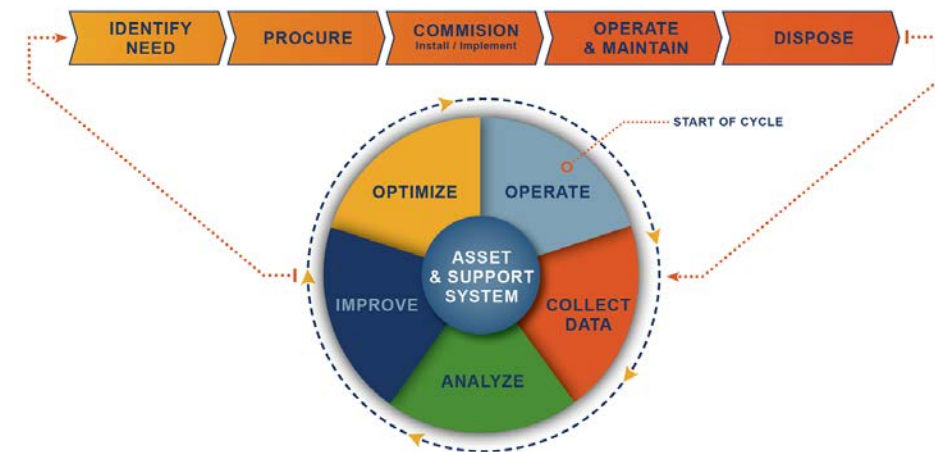 IDENTIFY
NEED
PROCURE
COMMISION
Install / Implement
OPERATE
& MAINTAIN
DISPOSE
START OF CYCLE
OPTIMIZE
OPERATE
ASSET
& SUPPORT
SYSTEM
IMPROVE
COLLECT
DATA
ANALYZE